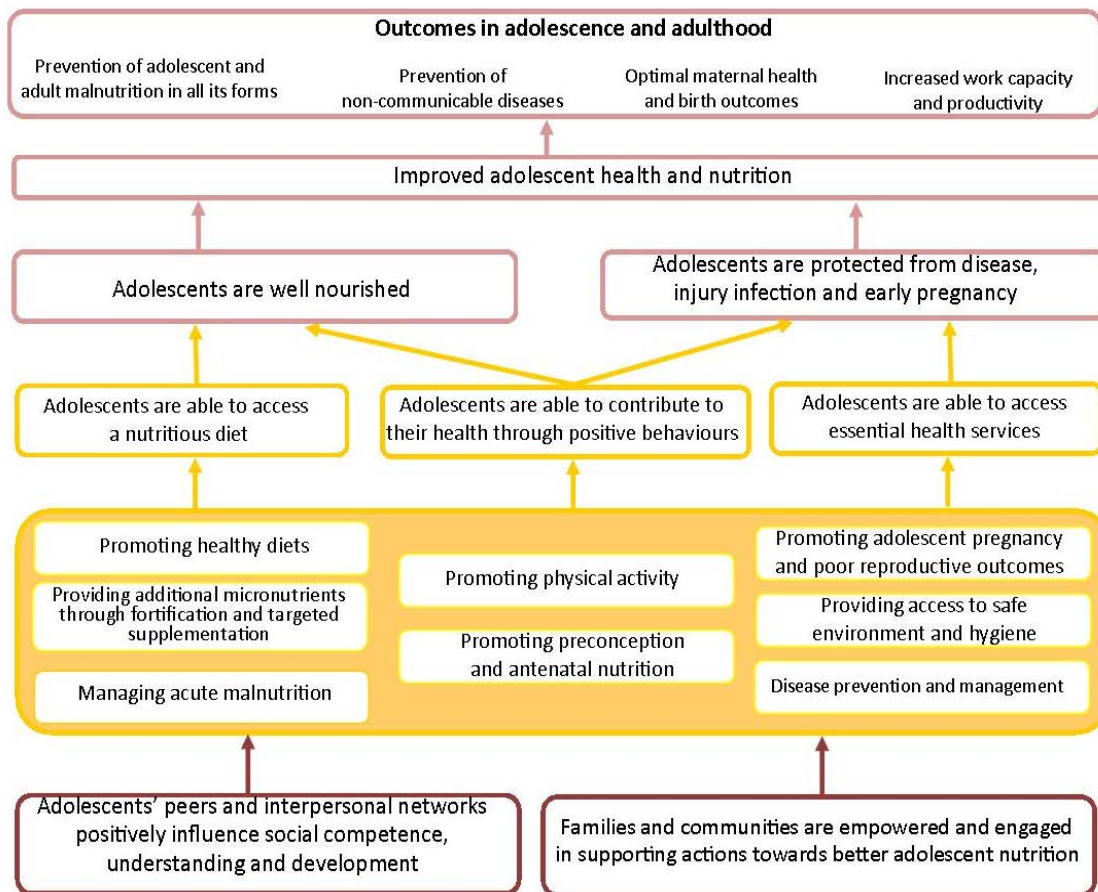 Outcomes in adolescence and adulthood
Prevention of adolescent and
adult malnutrition in all its forms
Prevention of
non-communicable diseases
Optimal maternal health
and birth outcomes
Increased work capacity
and productivity
Improved adolescent health and nutrition
Adolescents are well nourished
Adolescents are protected from disease,
injury infection and early pregnancy
Adolescents are able to access
a nutritious diet
Adolescents are able to contribute to
their health through positive behaviours
Adolescents are able to access
essential health services
Promoting healthy diets
Providing additional micronutrients
through fortification and targeted
supplementation
Managing acute malnutrition
Promoting physical activity
Promoting preconception
and antenatal nutrition
Promoting adolescent pregnancy
and poor reproductive outcomes
Providing access to safe
environment and hygiene
Disease prevention and management
Adolescents' peers and interpersonal networks
positively influence social competence,
understanding and development
Families and communities are empowered and engaged
in supporting actions towards better adolescent nutrition